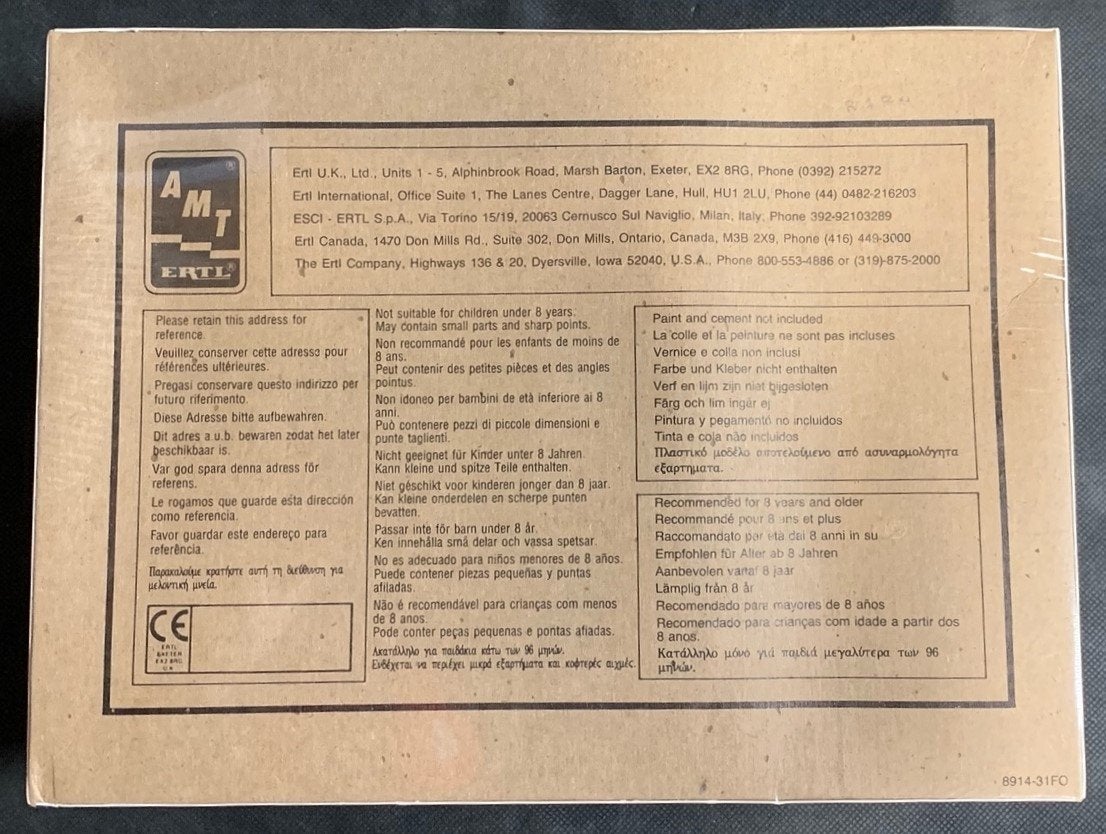 AMT
®
ERTL®
Ertl U.K., Ltd., Units 1 - 5, Alphinbrook Road, Marsh Barton, Exeter, EX2 8RG, Phone (0392) 215272
Ertl International, Office Suite 1, The Lanes Centre, Dagger Lane, Hull, HU1 2LU, Phone (44) 0482-216203
ESCI - ERTL S.p.A., Via Torino 15/19, 20063 Cernusco Sul Naviglio, Milan, Italy, Phone 392-92103289
Ertl Canada, 1470 Don Mills Rd., Suite 302, Don Mills, Ontario, Canada, M3B 2X9, Phone (416) 449-3000
The Ertl Company, Highways 136 & 20, Dyersville, Iowa 52040, U.S.A., Phone 800-553-4886 or (319)-875-2000
Please retain this address for
reference.
Veuillez conserver cette adresse pour
références ultérieures.
Pregasi conservare questo indirizzo per
futuro riferimento.
Diese Adresse bitte aufbewahren.
Dit adres a.u.b. bewaren zodat het later
beschikbaar is.
Var god spara denna adress för
referens.
Le rogamos que guarde esta dirección
como referencia.
Favor guardar este endereço para
referência.
Παρακαλούμε κρατήστε αυτή τη διεύθυνση για
μελοντική μνεία.
CE
ERTL
EX2 8RG
UK
Not suitable for children under 8 years.
May contain small parts and sharp points.
Non recommandé pour les enfants de moins de
8 ans.
Peut contenir des petites pièces et des angles
pointus.
Non idoneo per bambini de età inferiore ai 8
anni.
Può contenere pezzi di piccole dimensioni e
punte taglienti.
Nicht geeignet für Kinder unter 8 Jahren.
Kann kleine und spitze Teile enthalten.
Niet géschikt voor kinderen jonger dan 8 jaar.
Kan kleine onderdelen en scherpe punten
bevatten.
Passar inte för barn under 8 år.
Ken innehålla små delar och vassa spetsar.
No es adecuado para niños menores de 8 años.
Puede contener piezas pequeñas y puntas
afiladas.
Não é recomendável para crianças com menos
de 8 anos.
Pode conter peças pequenas e pontas afiadas.
Ακατάλληλο για παιδάκια κάτω των 96 μηνών.
Ενδέχεται να περιέχει μικρά εξαρτήματα και κοφτερές αιχμές.
Paint and cement not included
La colle et la peinture ne sont pas incluses
Vernice e colla non inclusi
Farbe und Kleber nicht enthalten
Verf en lijm zijn niet bijgesloten
Färg och lim ingår ej
Pintura y pegamento no incluidos
Tinta e cola não incluidos
Πλαστικό μοδέλο αποτελούμενο από ασυναρμολόγητα
εξαρτηματα.
Recommended for 8 years and older
Recommandé pour 8 ans et plus
Raccomandato per età dai 8 anni in su
Empfohlen für Alter ab 8 Jahren
Aanbevolen vanaf 8 jaar
Lämplig från 8 år
Recomendado para mayores de 8 años
Recomendado para crianças com idade a partir dos
8 anos.
Κατάλληλο μόνο γιά παιδιά μεγαλύτερα των 96
μηνών.
8914-31FO